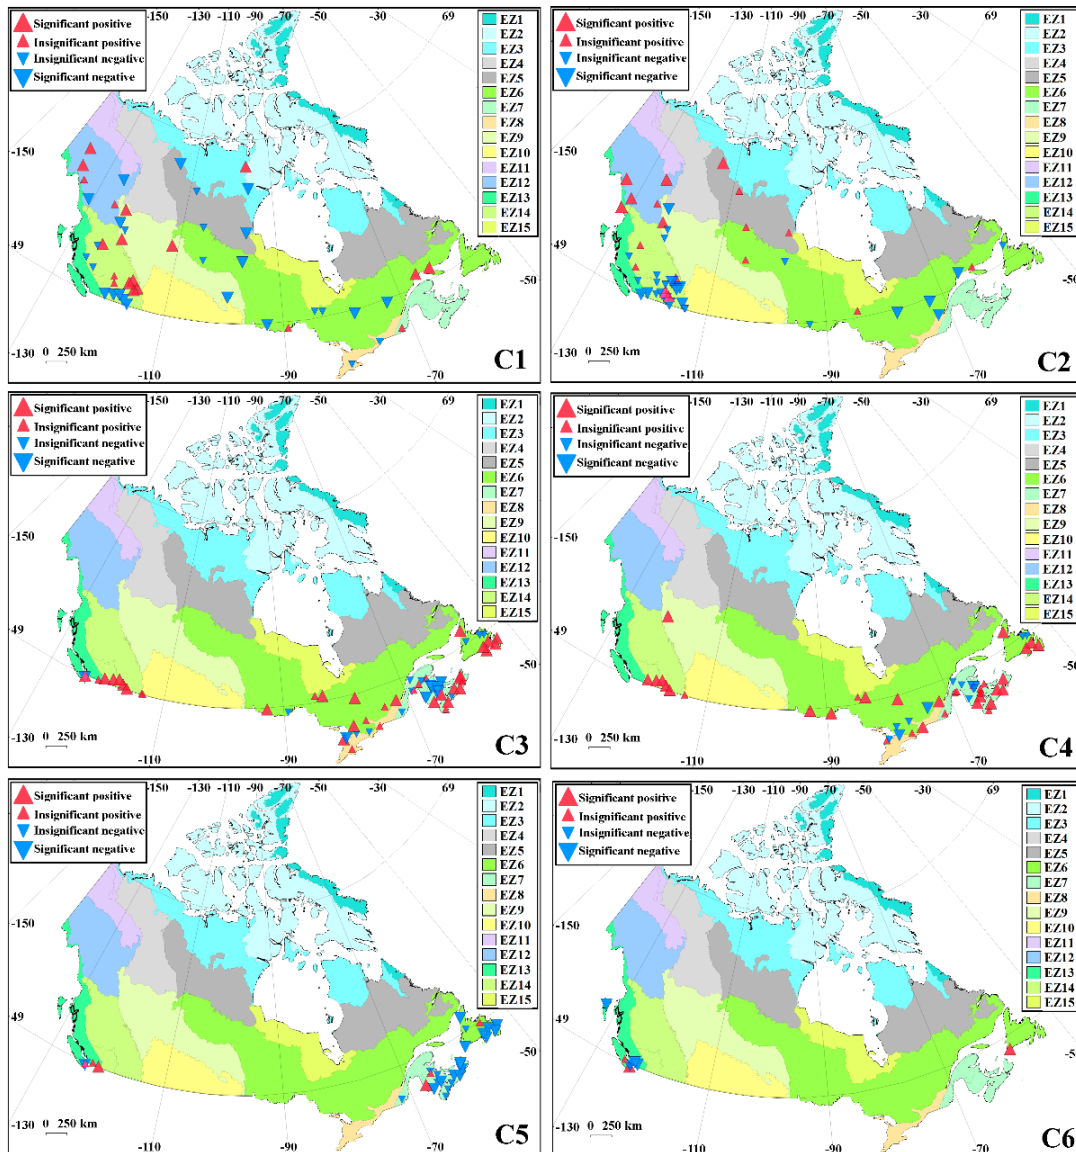 -130 -110 -90 -70 -50 -30 69
Significant positive
Insignificant positive
Insignificant negative
Significant negative
EZ1
EZ2
EZ3
EZ4
EZ5
EZ6
EZ7
EZ8
EZ9
EZ10
EZ11
EZ12
EZ13
EZ14
EZ15
-150
49
-50
-130
0 250 km
-110
-90
-70
C1
-130 -110 -90 -70 -50 -30 69
Significant positive
Insignificant positive
Insignificant negative
Significant negative
EZ1
EZ2
EZ3
EZ4
EZ5
EZ6
EZ7
EZ8
EZ9
EZ10
EZ11
EZ12
EZ13
EZ14
EZ15
-150
49
-50
-130
0 250 km
-110
-90
-70
C2
-130 -110 -90 -70 -50 -30 69
Significant positive
Insignificant positive
Insignificant negative
Significant negative
EZ1
EZ2
EZ3
EZ4
EZ5
EZ6
EZ7
EZ8
EZ9
EZ10
EZ11
EZ12
EZ13
EZ14
EZ15
-150
49
-50
-130
0 250 km
-110
-90
-70
C3
-130 -110 -90 -70 -50 -30 69
Significant positive
Insignificant positive
Insignificant negative
Significant negative
EZ1
EZ2
EZ3
EZ4
EZ5
EZ6
EZ7
EZ8
EZ9
EZ10
EZ11
EZ12
EZ13
EZ14
EZ15
-150
49
-50
-130
0 250 km
-110
-90
-70
C4
-130 -110 -90 -70 -50 -30 69
Significant positive
Insignificant positive
Insignificant negative
Significant negative
EZ1
EZ2
EZ3
EZ4
EZ5
EZ6
EZ7
EZ8
EZ9
EZ10
EZ11
EZ12
EZ13
EZ14
EZ15
-150
49
-50
-130
0 250 km
-110
-90
-70
C5
-130 -110 -90 -70 -50 -30 69
Significant positive
Insignificant positive
Insignificant negative
Significant negative
EZ1
EZ2
EZ3
EZ4
EZ5
EZ6
EZ7
EZ8
EZ9
EZ10
EZ11
EZ12
EZ13
EZ14
EZ15
-150
49
-50
-130
0 250 km
-110
-90
-70
C6